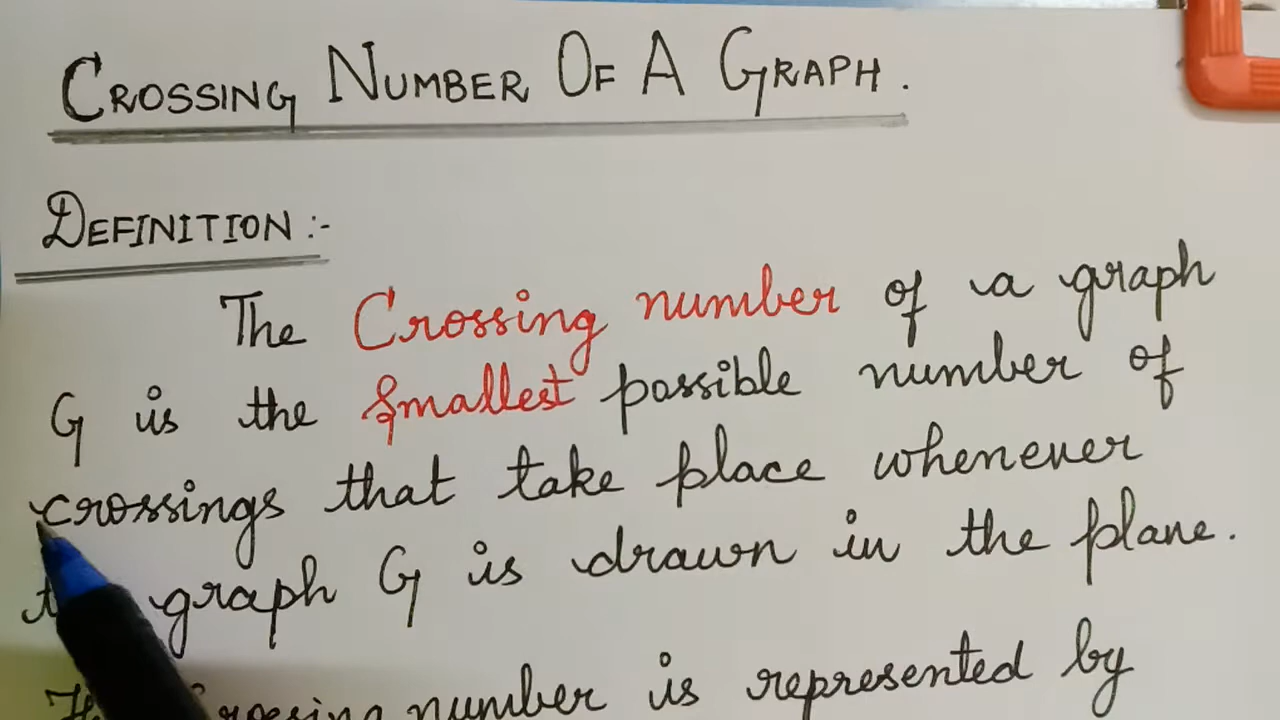 CROSSING NUMBER OF A GRAPH.
DEFINITION :-
The Crossing number of a graph
G is the Smallest possible number of
crossings that take place whenever
graph G is drawn in the plane.
crossing number is represented by